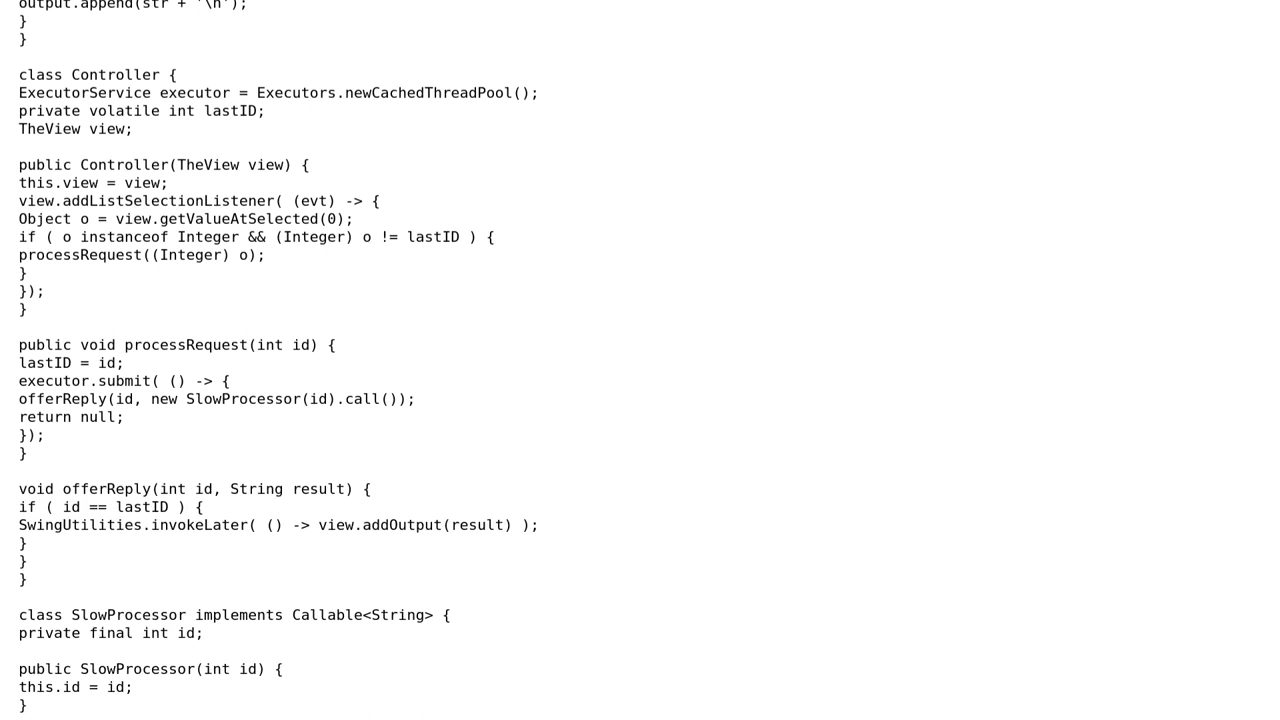 output.append(str + '\n');
}
}

class Controller {
ExecutorService executor = Executors.newCachedThreadPool();
private volatile int lastID;
TheView view;

public Controller(TheView view) {
this.view = view;
view.addListSelectionListener( (evt) -> {
Object o = view.getValueAtSelected(0);
if ( o instanceof Integer && (Integer) o != lastID ) {
processRequest((Integer) o);
}
});
}

public void processRequest(int id) {
lastID = id;
executor.submit( () -> {
offerReply(id, new SlowProcessor(id).call());
return null;
});
}

void offerReply(int id, String result) {
if ( id == lastID ) {
SwingUtilities.invokeLater( () -> view.addOutput(result) );
}
}
}

class SlowProcessor implements Callable<String> {
private final int id;

public SlowProcessor(int id) {
this.id = id;
}